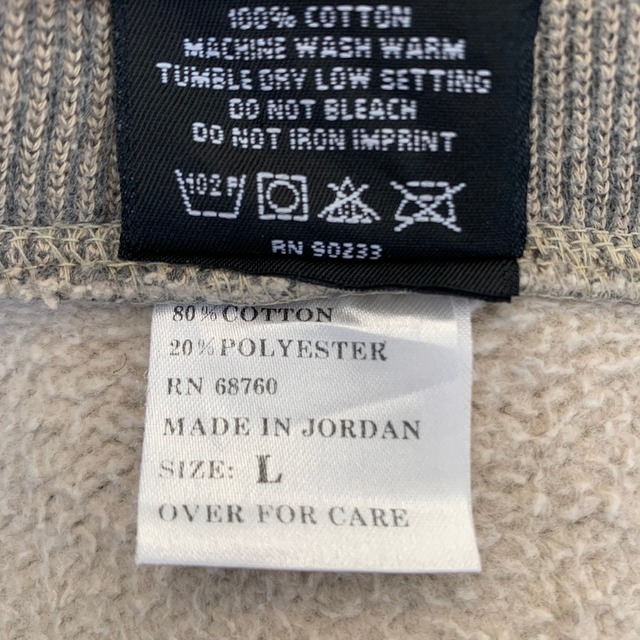 100% COTTON
MACHINE WASH WARM
TUMBLE DRY LOW SETTING
DO NOT BLEACH
DO NOT IRON IMPRINT
102 F
RN 90233
80% COTTON
20% POLYESTER
RN 68760
MADE IN JORDAN
SIZE: L
OVER FOR CARE